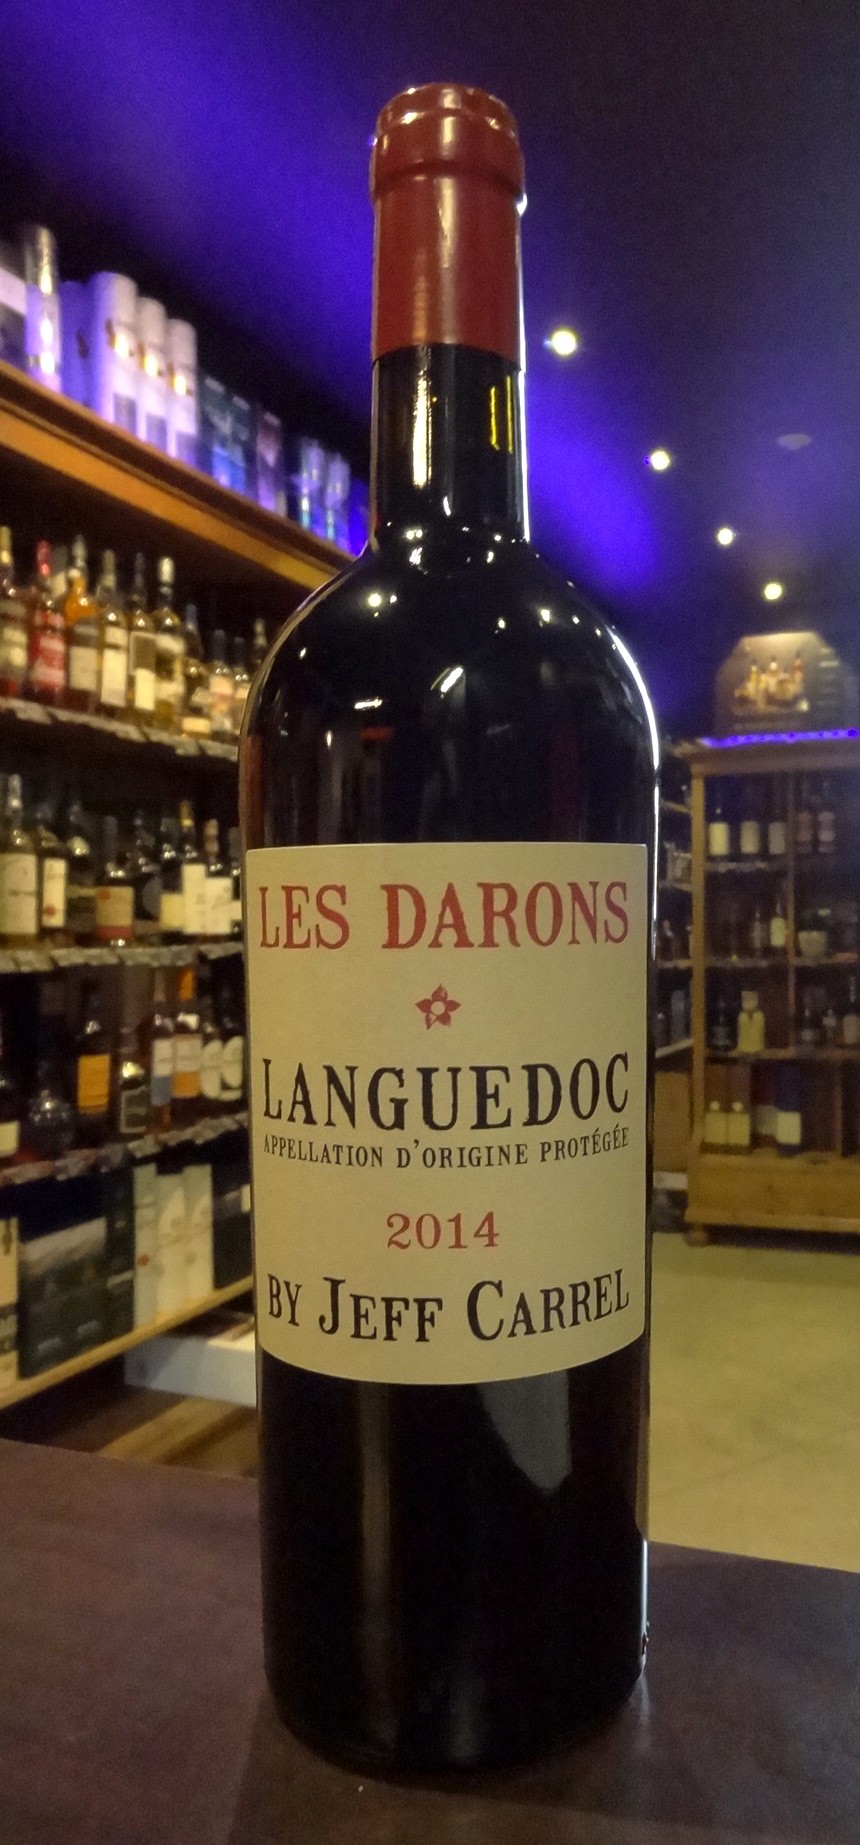 LES DARONS
LANGUEDOC
APPELLATION D'ORIGINE PROTÉGÉE
2014
BY JEFF CARREL